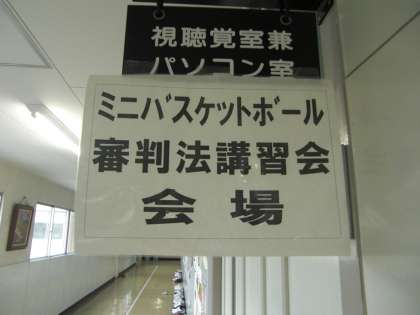 視聴覚室兼
パソコン室
ミニバスケットボール
審判法講習会
会場